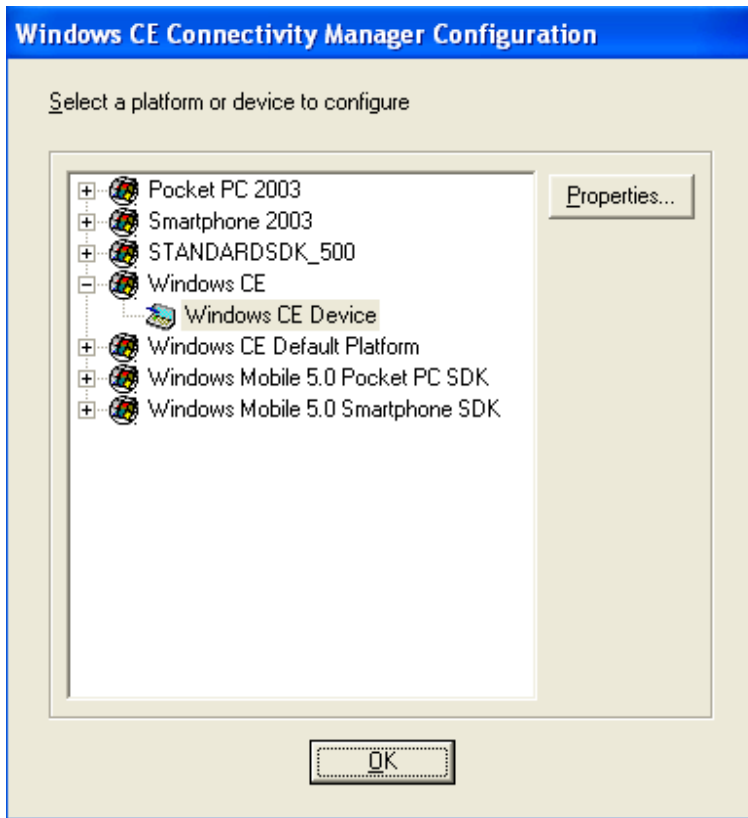 Windows CE Connectivity Manager Configuration
Select a platform or device to configure
Pocket PC 2003
Properties...
Smartphone 2003
STANDARDSDK_500
Windows CE
Windows CE Device
Windows CE Default Platform
Windows Mobile 5.0 Pocket PC SDK
Windows Mobile 5.0 Smartphone SDK
OK